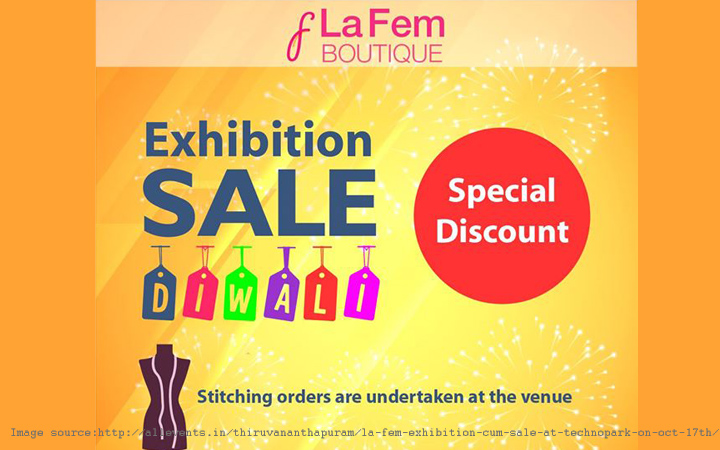 La Fem
BOUTIQUE
Exhibition
SALE
DIWALI
Special
Discount
Stitching orders are undertaken at the venue
Image source:http://allevents.in/thiruvananthapuram/la-fem-exhibition-cum-sale-at-technopark-on-oct-17th/